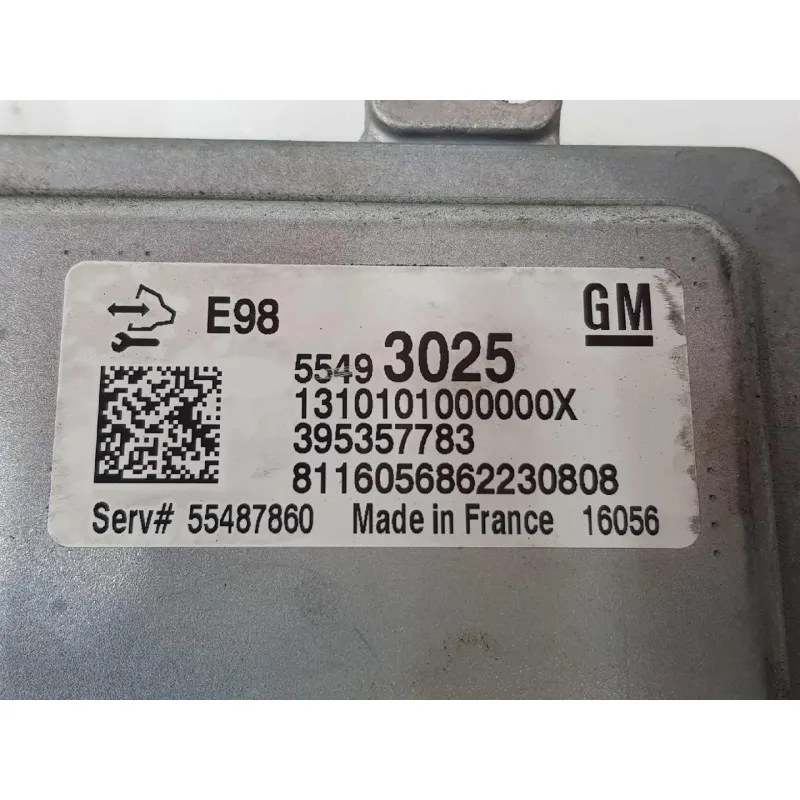 E98
GM
5549 3025
1310101000000X
395357783
8116056862230808
Serv# 55487860 Made in France 16056